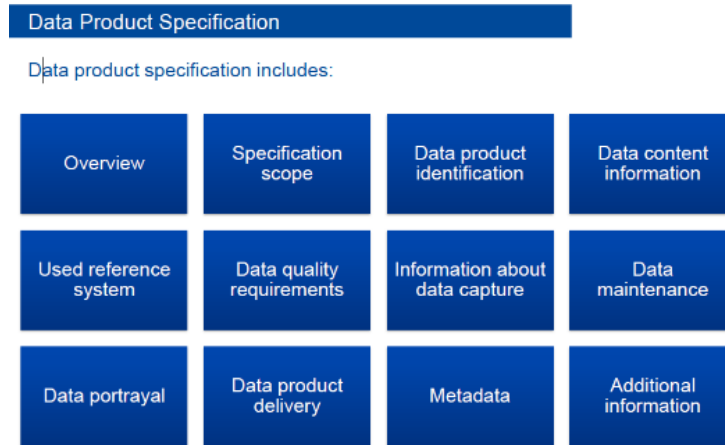 Data Product Specification
Data product specification includes:
Overview
Specification
scope
Data product
identification
Data content
information
Used reference
system
Data quality
requirements
Information about
data capture
Data
maintenance
Data portrayal
Data product
delivery
Metadata
Additional
information